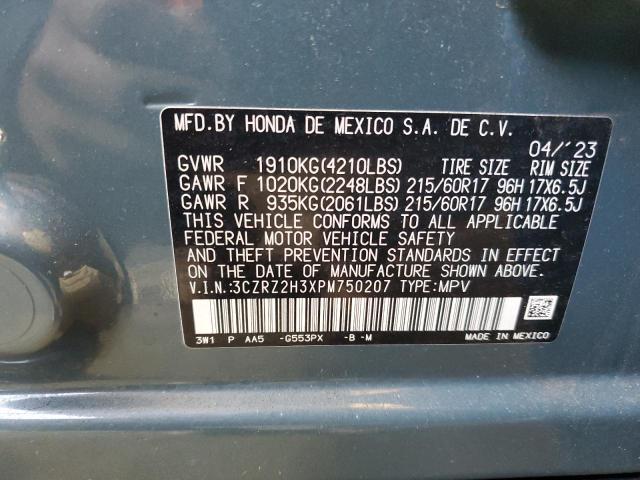 MFD.BY HONDA DE MEXICO S.A. DE C.V.
04/'23
GVWR 1910KG(4210LBS) TIRE SIZE RIM SIZE
GAWR F 1020KG(2248LBS) 215/60R17 96H 17X6.5J
GAWR R 935KG(2061LBS) 215/60R17 96H 17X6.5J
THIS VEHICLE CONFORMS TO ALL APPLICABLE
FEDERAL MOTOR VEHICLE SAFETY
AND THEFT PREVENTION STANDARDS IN EFFECT
ON THE DATE OF MANUFACTURE SHOWN ABOVE.
V.I.N.:3CZRZ2H3XPM750207 TYPE:MPV
3W1 P AA5 -G553PX -B -M MADE IN MEXICO